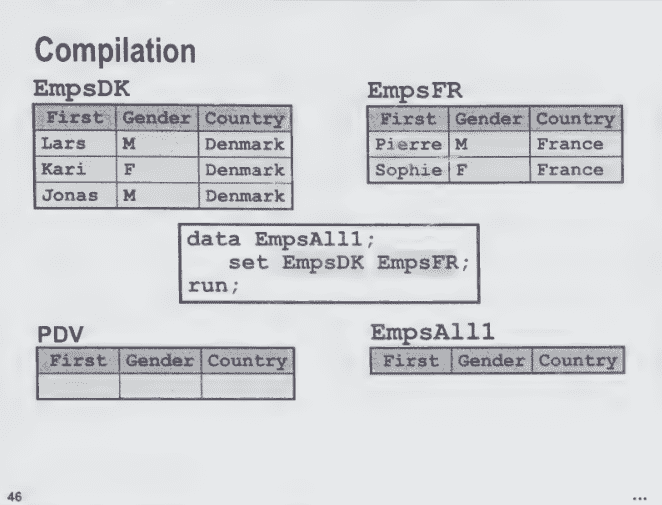 Compilation
EmpsDK
First Gender Country
Lars M Denmark
Kari F Denmark
Jonas M Denmark
EmpsFR
First Gender Country
Pierre M France
Sophie F France
data EmpsAll1;
set EmpsDK EmpsFR;
run;
PDV
First Gender Country
EmpsAll1
First Gender Country
46
...